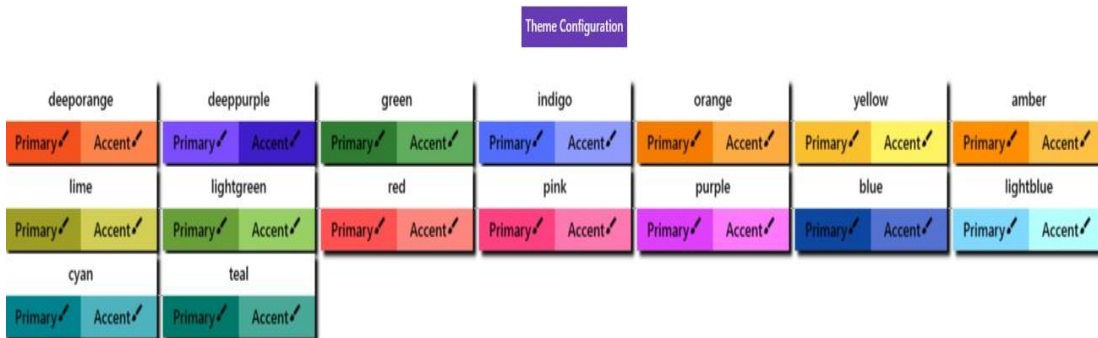 Theme Configuration
deeporange deeppurple green indigo orange yellow amber
Primary Accent Primary Accent Primary Accent Primary Accent Primary Accent Primary Accent Primary Accent
lime lightgreen red pink purple blue lightblue
Primary Accent Primary Accent Primary Accent Primary Accent Primary Accent Primary Accent Primary Accent
cyan teal
Primary Accent Primary Accent